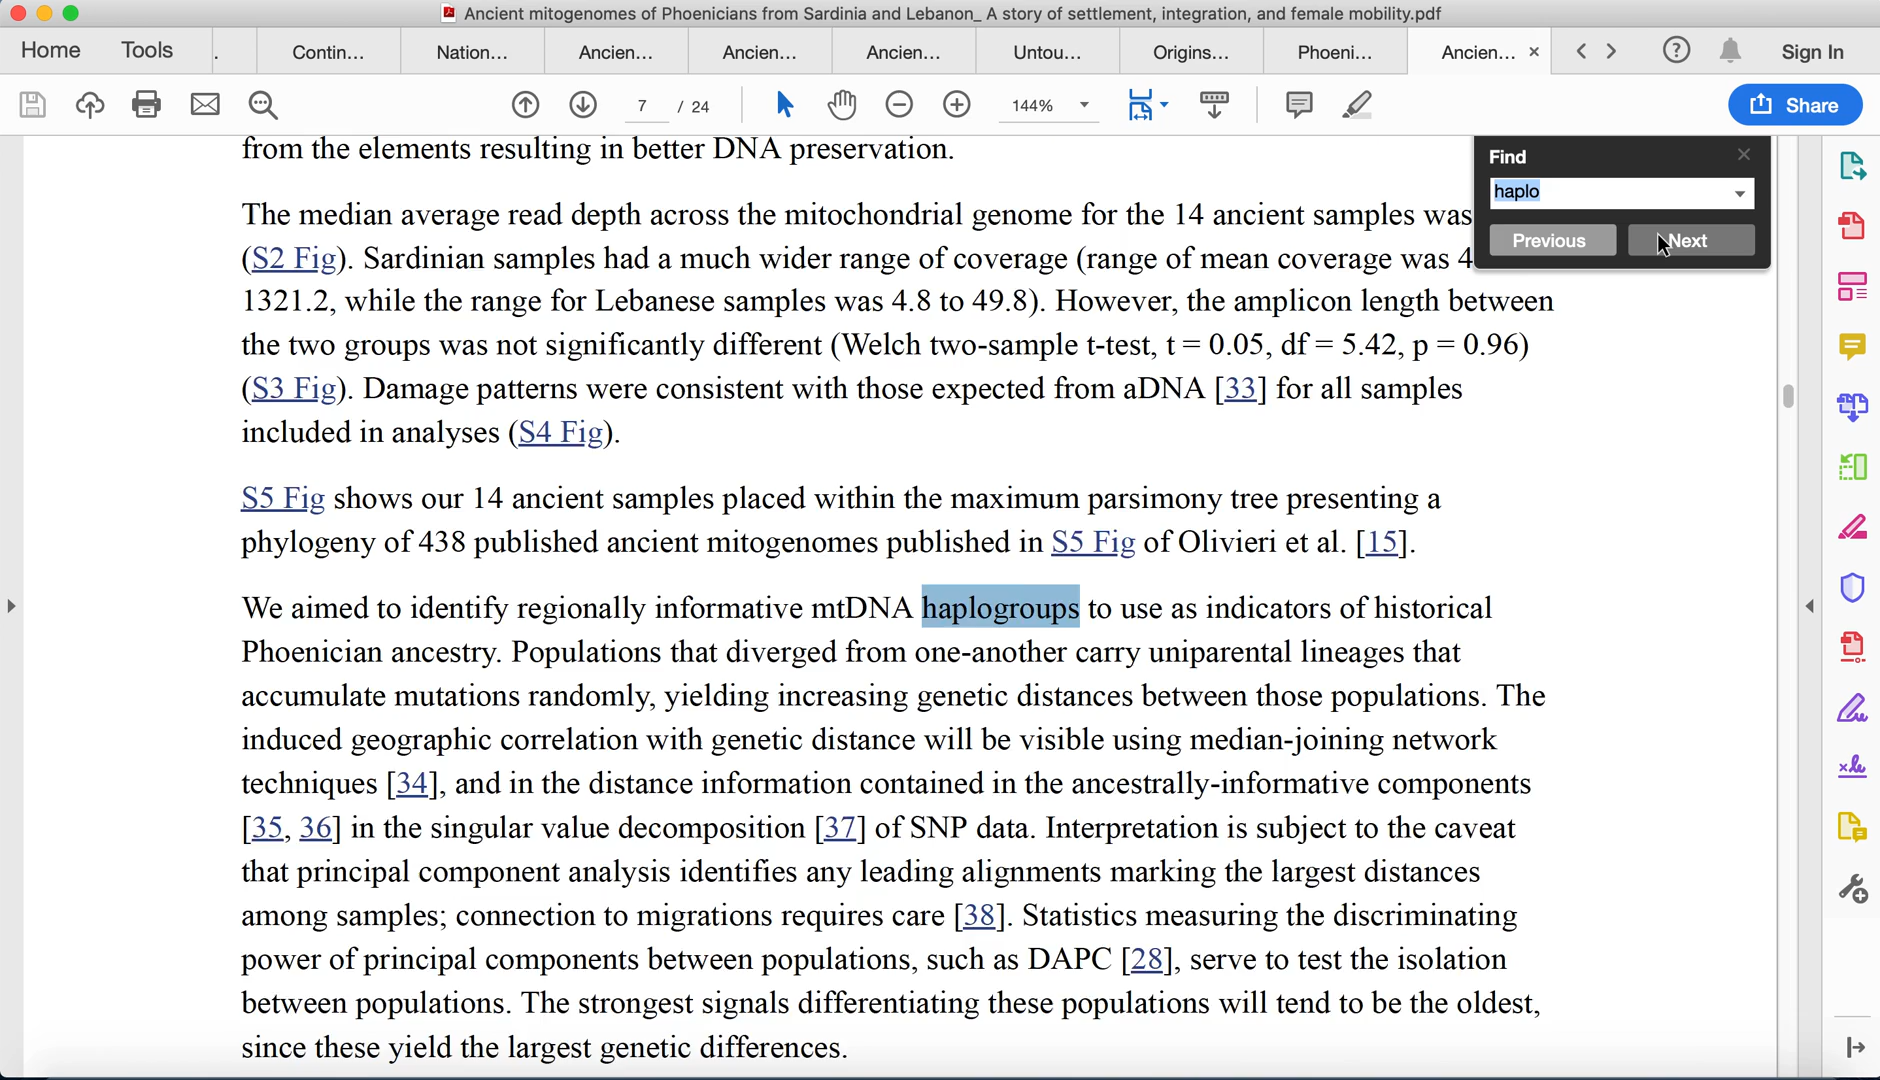 Ancient mitogenomes of Phoenicians from Sardinia and Lebanon_ A story of settlement, integration, and female mobility.pdf
Home Tools . Contin... Nation... Ancien... Ancien... Ancien... Untou... Origins... Phoeni... Ancien... × Sign In
7 / 24 144% Share
from the elements resulting in better DNA preservation.
Find
haplo
Previous Next
The median average read depth across the mitochondrial genome for the 14 ancient samples was
(S2 Fig). Sardinian samples had a much wider range of coverage (range of mean coverage was 4
1321.2, while the range for Lebanese samples was 4.8 to 49.8). However, the amplicon length between
the two groups was not significantly different (Welch two-sample t-test, t = 0.05, df = 5.42, p = 0.96)
(S3 Fig). Damage patterns were consistent with those expected from aDNA [33] for all samples
included in analyses (S4 Fig).
S5 Fig shows our 14 ancient samples placed within the maximum parsimony tree presenting a
phylogeny of 438 published ancient mitogenomes published in S5 Fig of Olivieri et al. [15].
We aimed to identify regionally informative mtDNA haplogroups to use as indicators of historical
Phoenician ancestry. Populations that diverged from one-another carry uniparental lineages that
accumulate mutations randomly, yielding increasing genetic distances between those populations. The
induced geographic correlation with genetic distance will be visible using median-joining network
techniques [34], and in the distance information contained in the ancestrally-informative components
[35, 36] in the singular value decomposition [37] of SNP data. Interpretation is subject to the caveat
that principal component analysis identifies any leading alignments marking the largest distances
among samples; connection to migrations requires care [38]. Statistics measuring the discriminating
power of principal components between populations, such as DAPC [28], serve to test the isolation
between populations. The strongest signals differentiating these populations will tend to be the oldest,
since these yield the largest genetic differences.